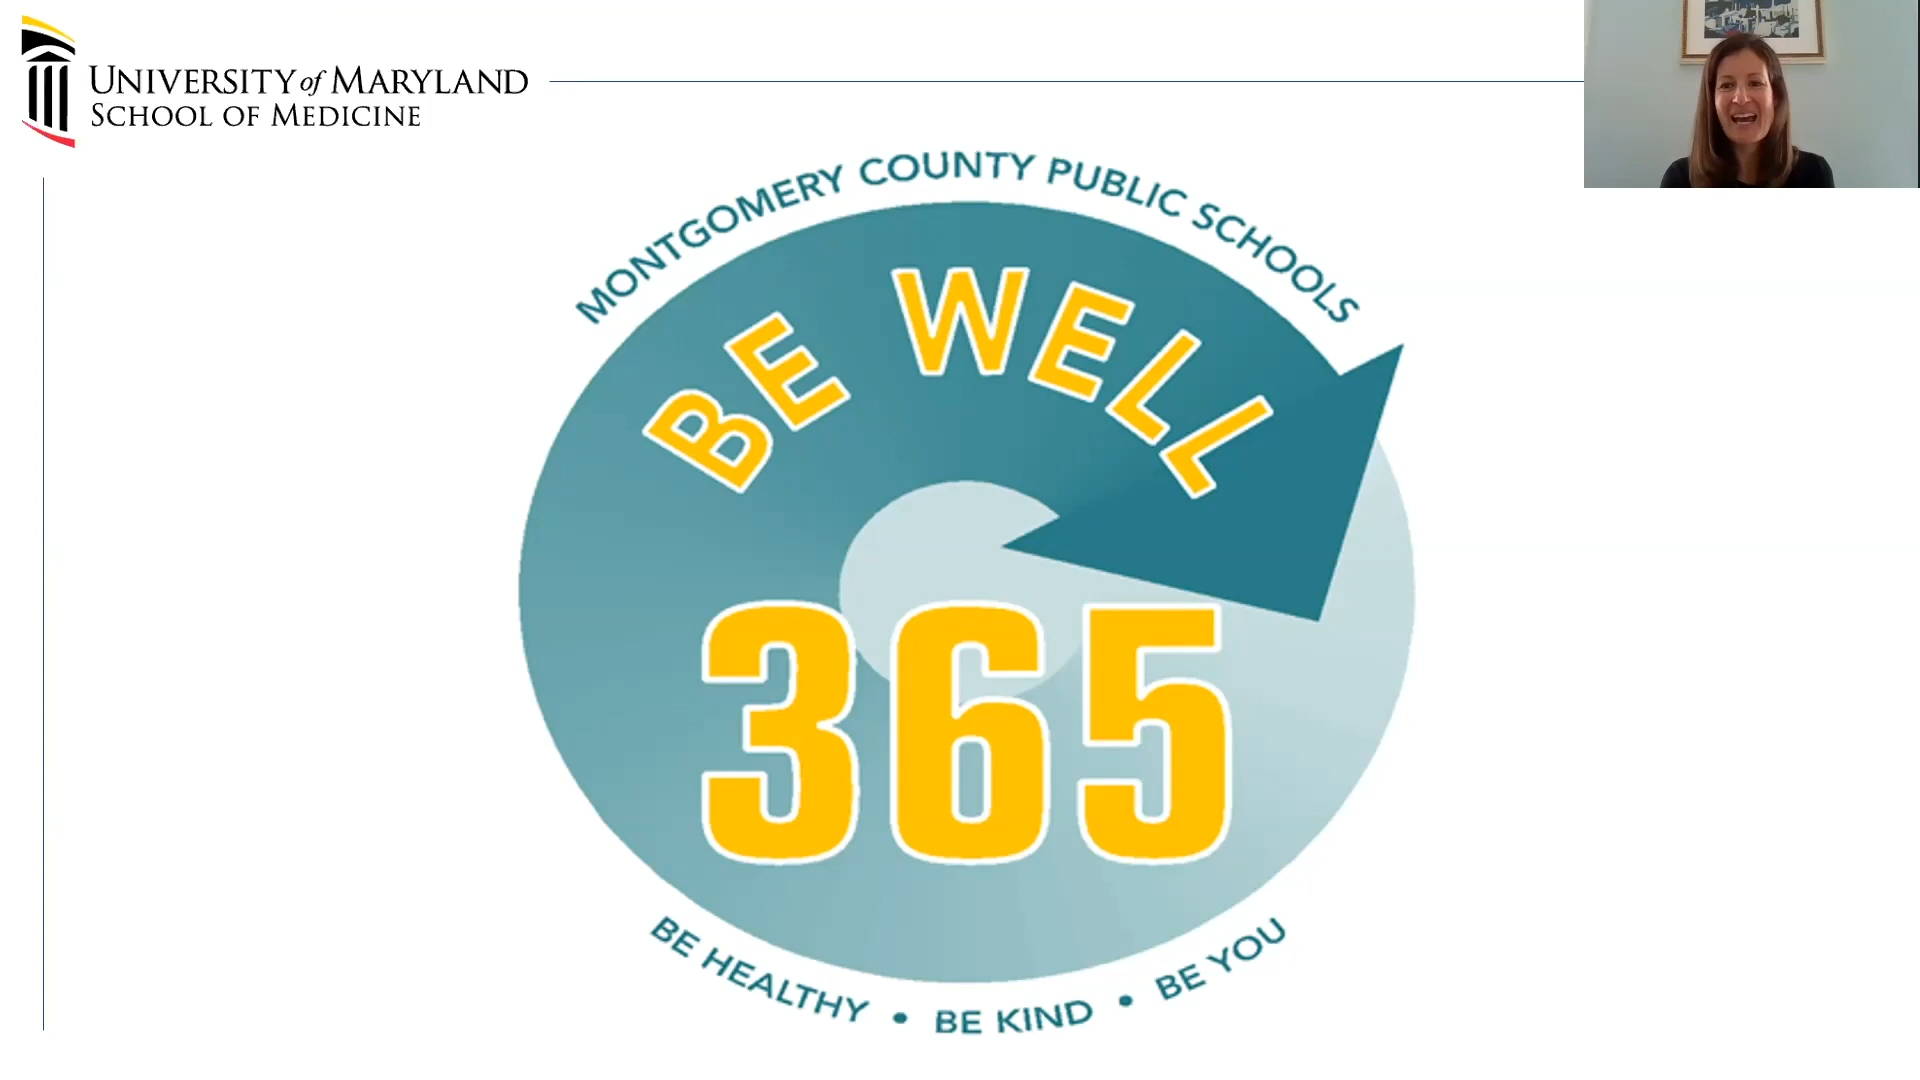 UNIVERSITY of MARYLAND
SCHOOL OF MEDICINE
MONTGOMERY COUNTY PUBLIC SCHOOLS
BE WELL
365
BE HEALTHY • BE KIND • BE YOU